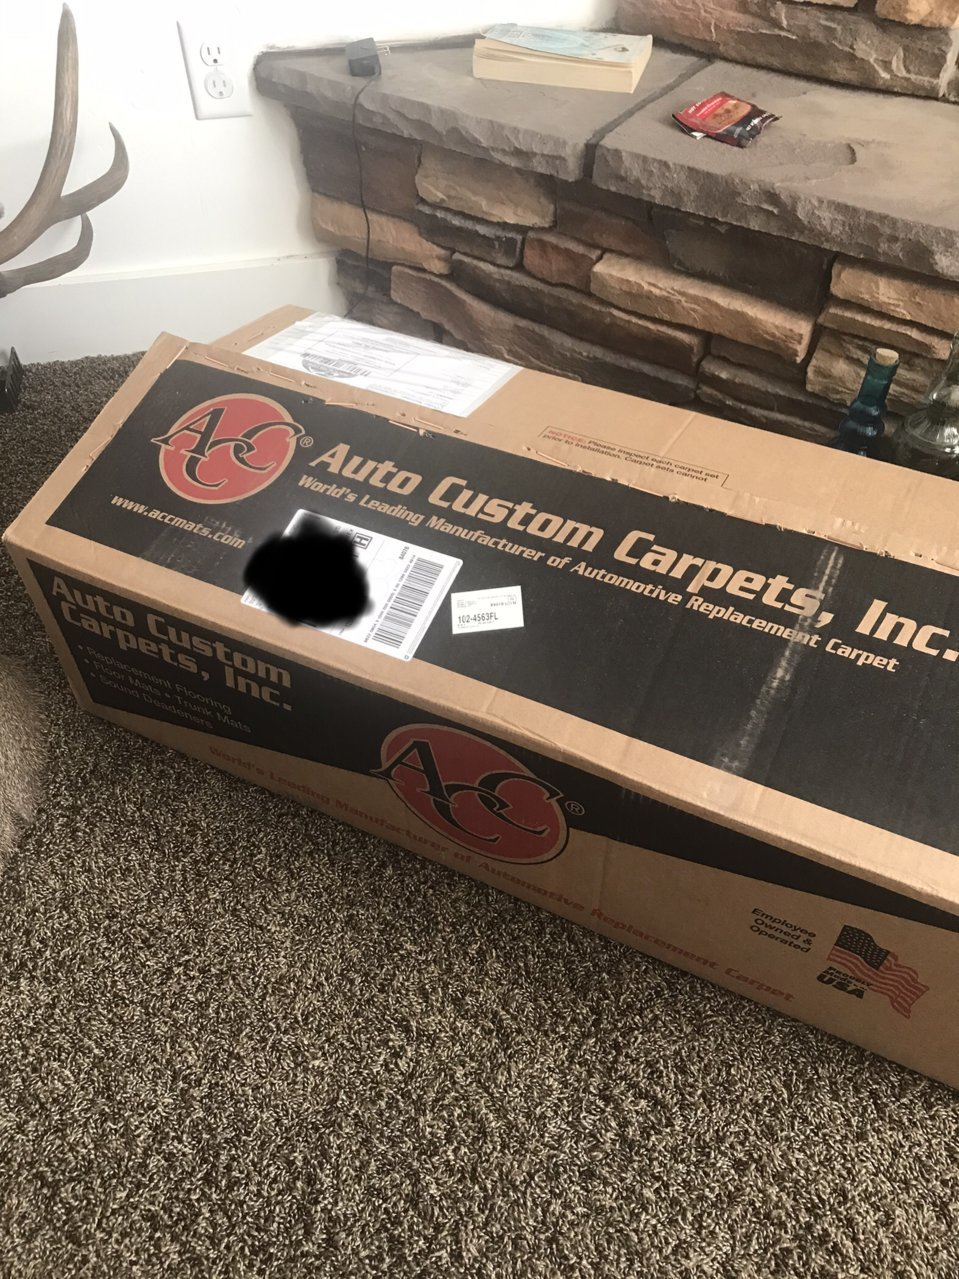 NOTICE: Please inspect each carpet set
prior to installation. Carpet sets cannot
ACC®
Auto Custom Carpets, Inc.
World's Leading Manufacturer of Automotive Replacement Carpet
www.accmats.com
102-4563FL
Auto Custom
Carpets, Inc.
• Replacement Flooring
• Floor Mats • Trunk Mats
• Sound Deadeners
ACC®
World's Leading Manufacturer of Automotive Replacement Carpet
Employee
Owned &
Operated
USA